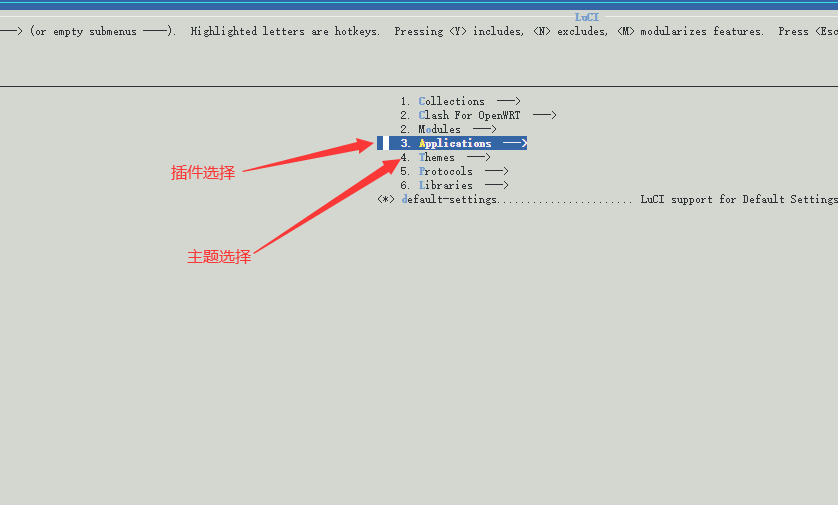 LuCI
---> (or empty submenus ----).  Highlighted letters are hotkeys.  Pressing <Y> includes, <N> excludes, <M> modularizes features.  Press <Esc
1. Collections  --->
2. Clash For OpenWRT  --->
2. Modules  --->
3. Applications  --->
4. Themes  --->
5. Protocols  --->
6. Libraries  --->
<*> default-settings....................... LuCI support for Default Settings
插件选择
主题选择